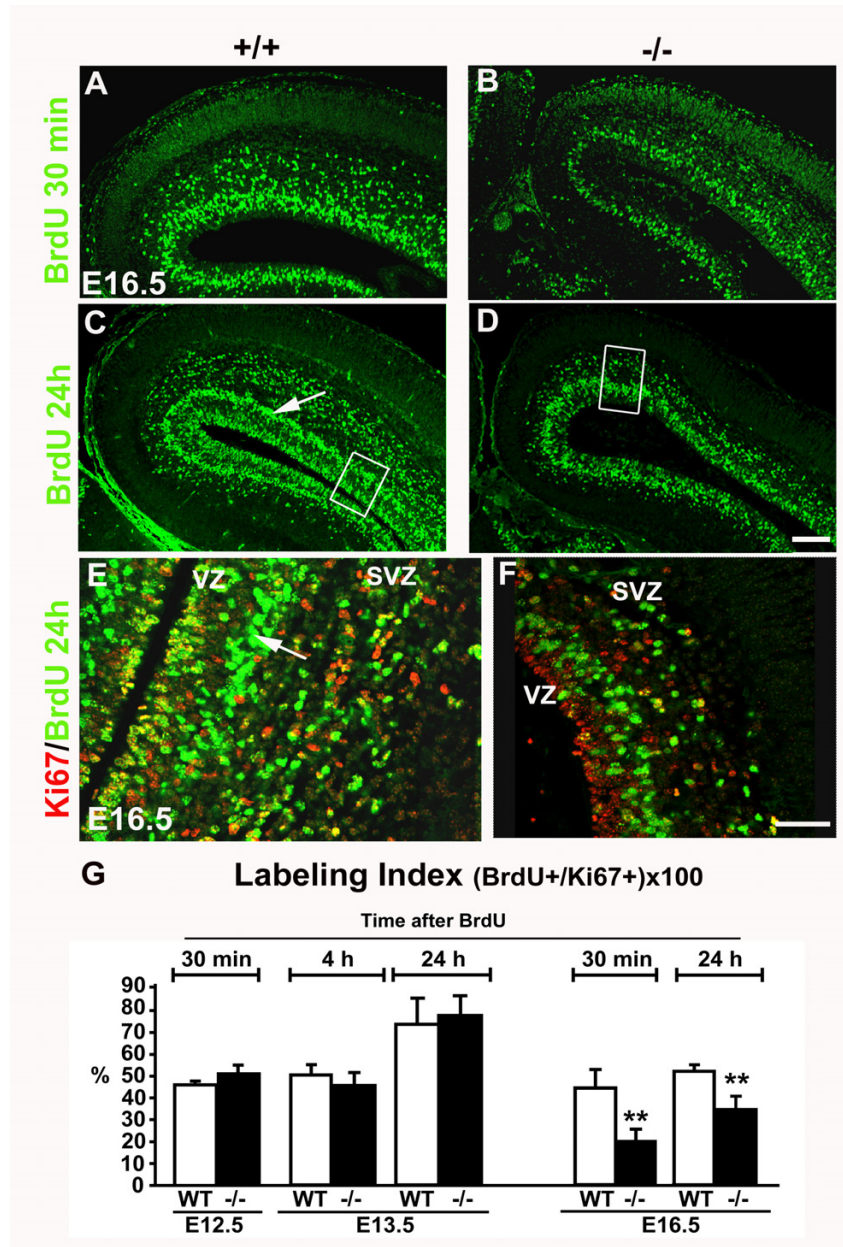 +/+ -/-
BrdU 30 min
A
B
E16.5
BrdU 24h
C
D
Ki67/BrdU 24h
E
VZ
SVZ
E16.5
F
SVZ
VZ
G Labeling Index (BrdU+/Ki67+)x100
Time after BrdU
30 min 4 h 24 h 30 min 24 h
90
80
70
60
%
50
40
30
20
10
0
** **
WT -/- WT -/- WT -/- WT -/- WT -/-
E12.5 E13.5 E16.5